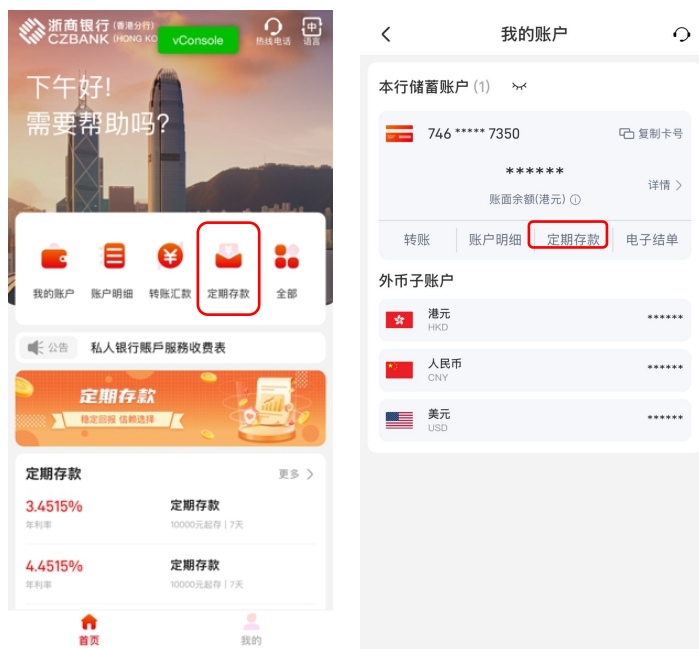 浙商银行 (香港分行)
CZBANK (HONG KO
vConsole
热线电话
中
语言
下午好!
需要帮助吗?
我的账户
账户明细
转账汇款
定期存款
全部
公告
私人银行賬戶服務收费表
定期存款
稳定回报 信赖选择
定期存款
更多
3.4515%
定期存款
年利率
10000元起存 | 7天
4.4515%
定期存款
年利率
10000元起存 | 7天
首页
我的
我的账户
本行储蓄账户 (1)
746 ***** 7350
复制卡号
******
账面余额(港元)
详情
转账
账户明细
定期存款
电子结单
外币子账户
港元
HKD
******
人民币
CNY
******
美元
USD
******